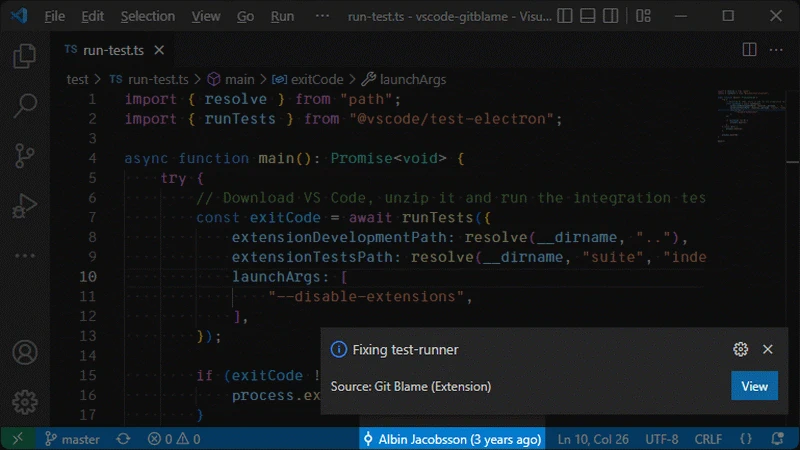 File Edit Selection View Go Run ··· run-test.ts - vscode-gitblame - Visu...
TS run-test.ts
test > TS run-test.ts > main > exitCode > launchArgs
1 import { resolve } from "path";
2 import { runTests } from "@vscode/test-electron";
3
4 async function main(): Promise<void> {
5 try {
6 // Download VS Code, unzip it and run the integration tes
7 const exitCode = await runTests({
8 extensionDevelopmentPath: resolve(__dirname, ".."),
9 extensionTestsPath: resolve(__dirname, "suite", "inde
10 launchArgs: [
11 "--disable-extensions",
12 ],
13 });
14
Fixing test-runner
15 if (exitCode !
16 process.ex
17 }
Source: Git Blame (Extension)
View
master 0 0 Albin Jacobsson (3 years ago) Ln 10, Col 26 UTF-8 CRLF { }